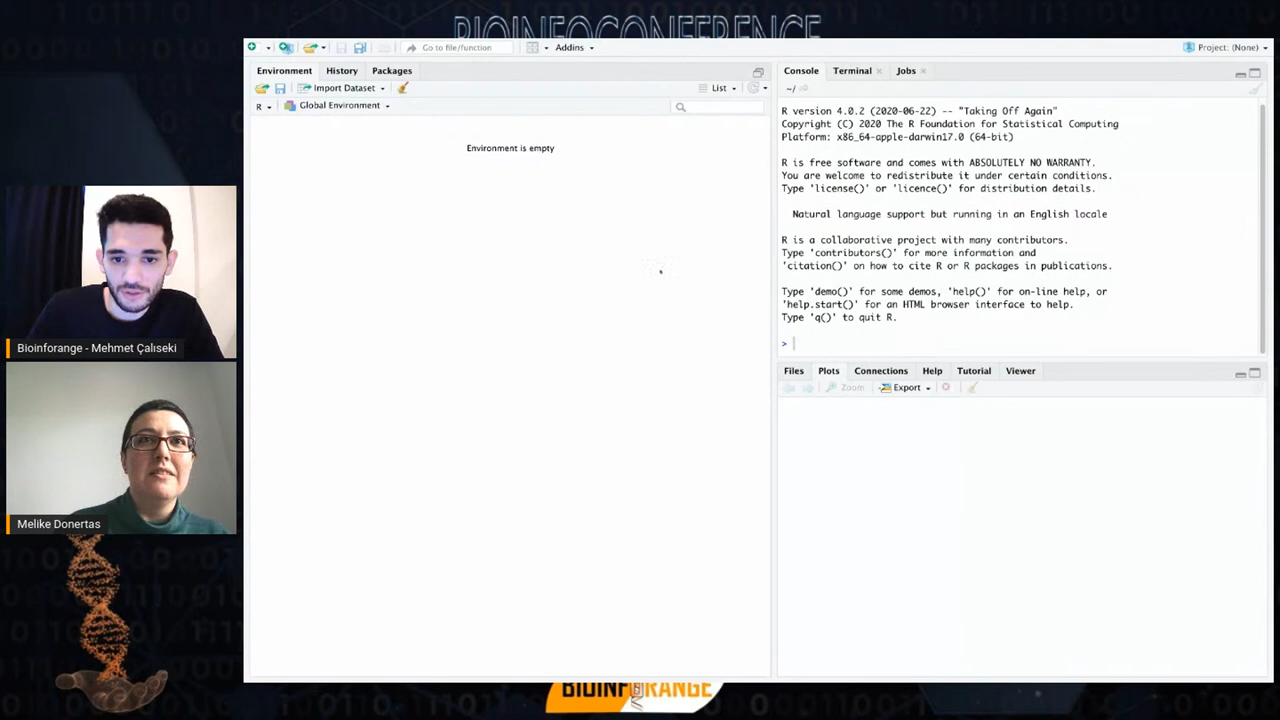 BIOINFOCONFERENCE
Go to file/function
Addins
Project: (None)
Environment
History
Packages
Import Dataset
List
R
Global Environment
Environment is empty
Console
Terminal
Jobs
~/
R version 4.0.2 (2020-06-22) -- "Taking Off Again"
Copyright (C) 2020 The R Foundation for Statistical Computing
Platform: x86_64-apple-darwin17.0 (64-bit)
R is free software and comes with ABSOLUTELY NO WARRANTY.
You are welcome to redistribute it under certain conditions.
Type 'license()' or 'licence()' for distribution details.
Natural language support but running in an English locale
R is a collaborative project with many contributors.
Type 'contributors()' for more information and
'citation()' on how to cite R or R packages in publications.
Type 'demo()' for some demos, 'help()' for on-line help, or
'help.start()' for an HTML browser interface to help.
Type 'q()' to quit R.
>
Files
Plots
Connections
Help
Tutorial
Viewer
Zoom
Export
Bioinforange - Mehmet Çalıseki
Melike Donertas
BIOINFORANGE